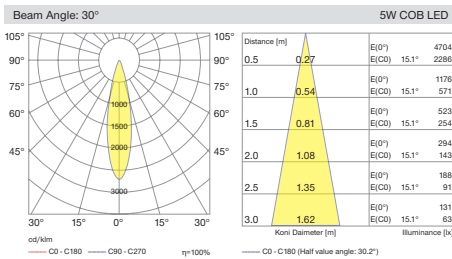 Beam Angle: 30° 5W COB LED
105° 105°
90° 90°
75° 75°
60° 60°
45° 45°
1000
1500
2000
3000
30° 15° 0° 15° 30°
cd/klm
C0 - C180 C90 - C270 η=100%
Distance [m]
E(0°) 4704
0.5 0.27 E(C0) 15.1° 2286
E(0°) 1176
1.0 0.54 E(C0) 15.1° 571
E(0°) 523
1.5 0.81 E(C0) 15.1° 254
E(0°) 294
2.0 1.08 E(C0) 15.1° 143
E(0°) 188
2.5 1.35 E(C0) 15.1° 91
E(0°) 131
3.0 1.62 E(C0) 15.1° 63
Koni Daimeter [m] Illuminance [lx]
C0 - C180 (Half value angle: 30.2°)